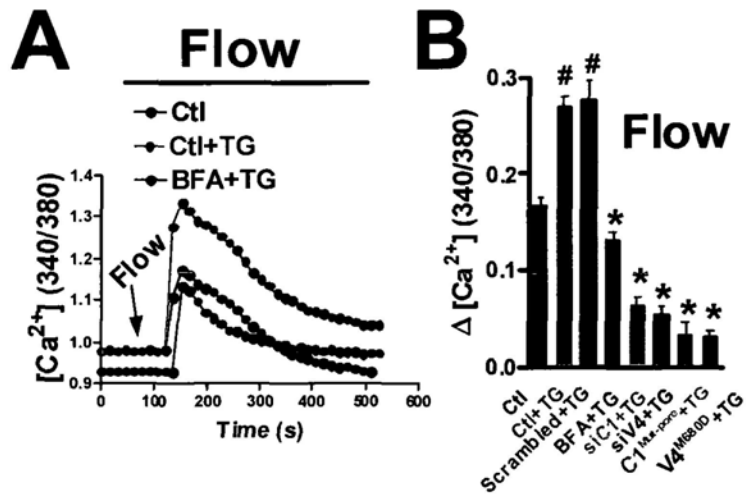 A
Flow
Ctl
Ctl+TG
BFA+TG
[Ca2+] (340/380)
1.4
1.3
1.2
1.1
1.0
0.9
Flow
0
100
200
300
400
500
600
Time (s)
B
Δ [Ca2+] (340/380)
0.3
0.2
0.1
0.0
# #
Flow
* * * * *
Ctl
Ctl+TG
Scrambled+TG
BFA+TG
siC1+TG
siV4+TG
C1Mut-pore+TG
V4M680D+TG